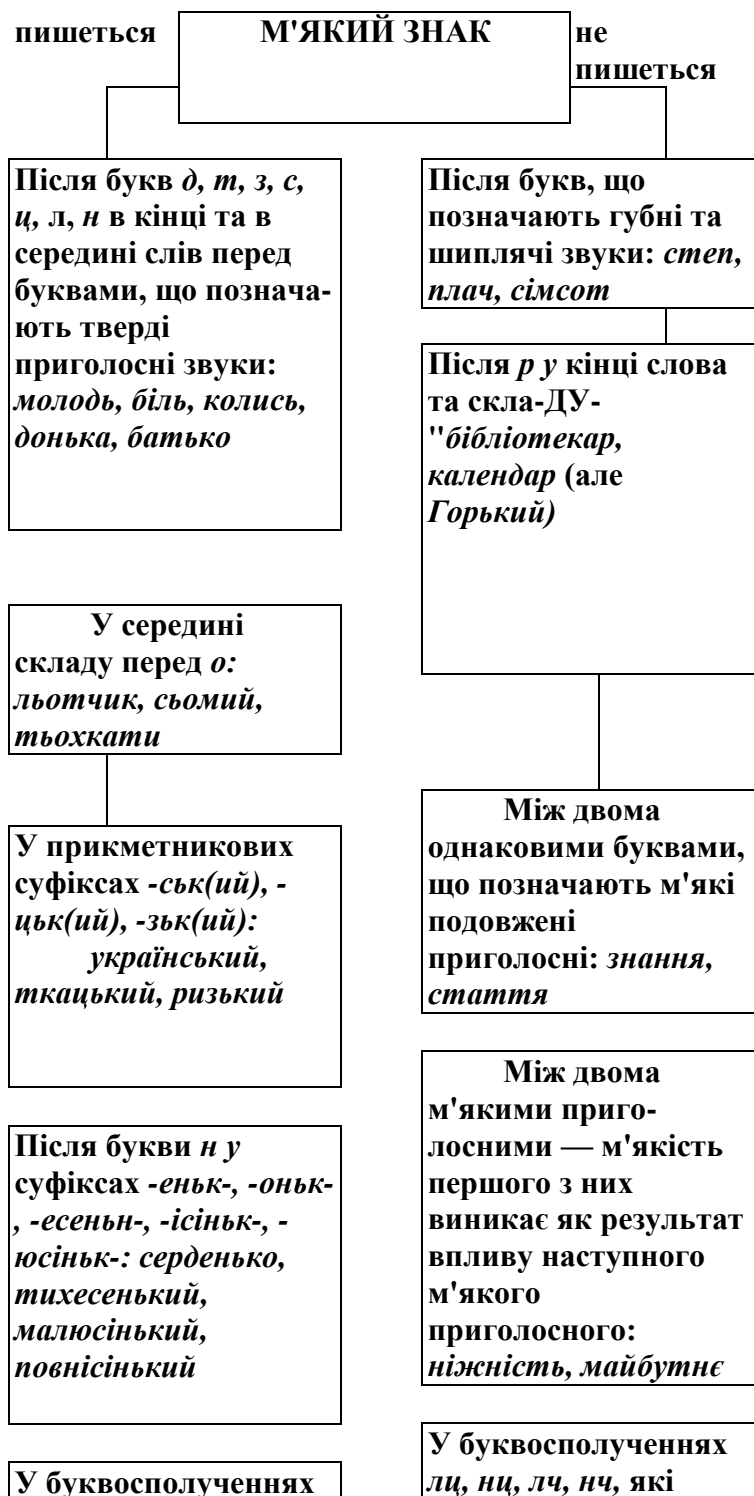 пишеться
М'ЯКИЙ ЗНАК
не
пишеться
Після букв д, т, з, с,
ц, л, н в кінці та в
середині слів перед
буквами, що познача-
ють тверді
приголосні звуки:
молодь, біль, колись,
донька, батько
У середині
складу перед о:
льотчик, сьомий,
тьохкати
У прикметникових
суфіксах -ськ(ий), -
цьк(ий), -зьк(ий):
український,
ткацький, ризький
Після букви н у
суфіксах -еньк-, -оньк-
, -есеньн-, -ісіньк-, -
юсіньк-: серденько,
тихесенький,
малюсінький,
повнісінький
У буквосполученнях
Після букв, що
позначають губні та
шиплячі звуки: степ,
плач, сімсот
Після р у кінці слова
та скла-ДУ-
"бібліотекар,
календар (але
Горький)
Між двома
однаковими буквами,
що позначають м'які
подовжені
приголосні: знання,
стаття
Між двома
м'якими приго-
лосними — м'якість
першого з них
виникає як результат
впливу наступного
м'якого
приголосного:
ніжність, майбутнє
У буквосполученнях
лц, нц, лч, нч, які